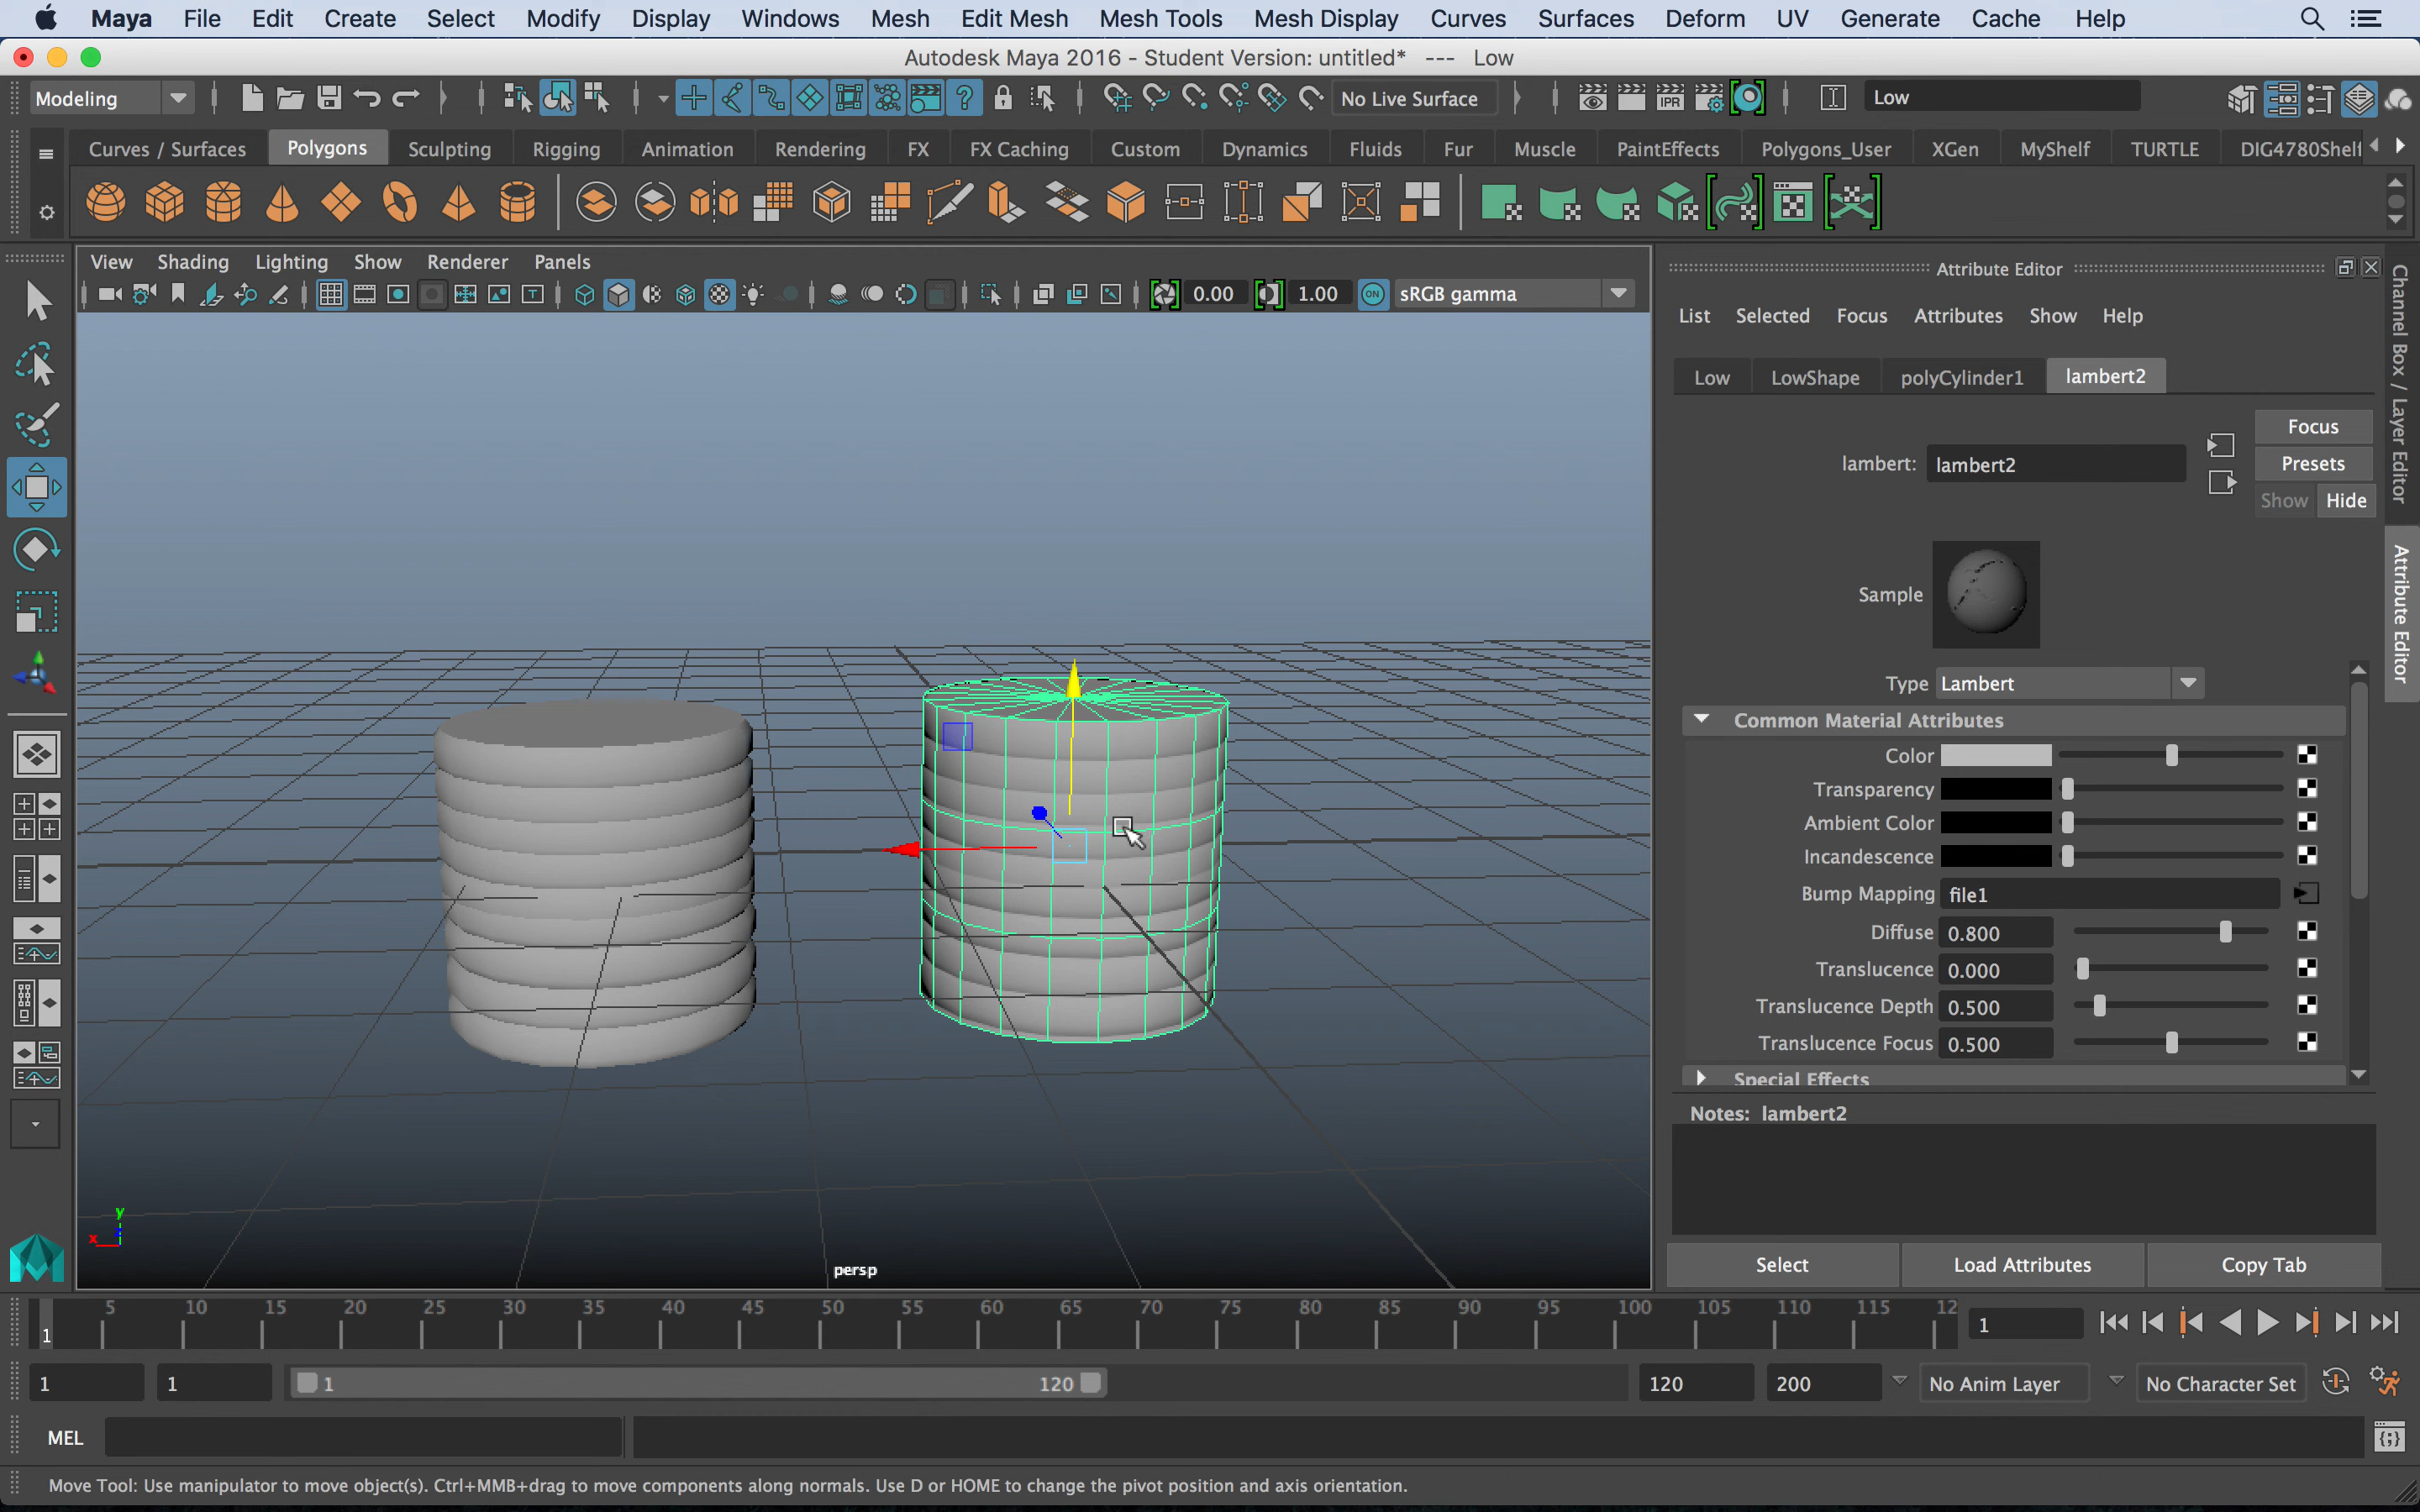 Maya File Edit Create Select Modify Display Windows Mesh Edit Mesh Mesh Tools Mesh Display Curves Surfaces Deform UV Generate Cache Help
Autodesk Maya 2016 - Student Version: untitled* --- Low
Modeling No Live Surface IPR Low
Curves / Surfaces Polygons Sculpting Rigging Animation Rendering FX FX Caching Custom Dynamics Fluids Fur Muscle PaintEffects Polygons_User XGen MyShelf TURTLE DIG4780Shelf
View Shading Lighting Show Renderer Panels
0.00 1.00 ON sRGB gamma
Attribute Editor
List Selected Focus Attributes Show Help
Low LowShape polyCylinder1 lambert2
Focus
lambert: lambert2 Presets
Show Hide
Sample
Type Lambert
Common Material Attributes
Color
Transparency
Ambient Color
Incandescence
Bump Mapping file1
Diffuse 0.800
Translucence 0.000
Translucence Depth 0.500
Translucence Focus 0.500
Special Effects
Notes: lambert2
Select Load Attributes Copy Tab
Channel Box / Layer Editor
Attribute Editor
y
x
persp
5 10 15 20 25 30 35 40 45 50 55 60 65 70 75 80 85 90 95 100 105 110 115 12
1 1
1 1 1 120 120 200 No Anim Layer No Character Set
MEL
Move Tool: Use manipulator to move object(s). Ctrl+MMB+drag to move components along normals. Use D or HOME to change the pivot position and axis orientation.